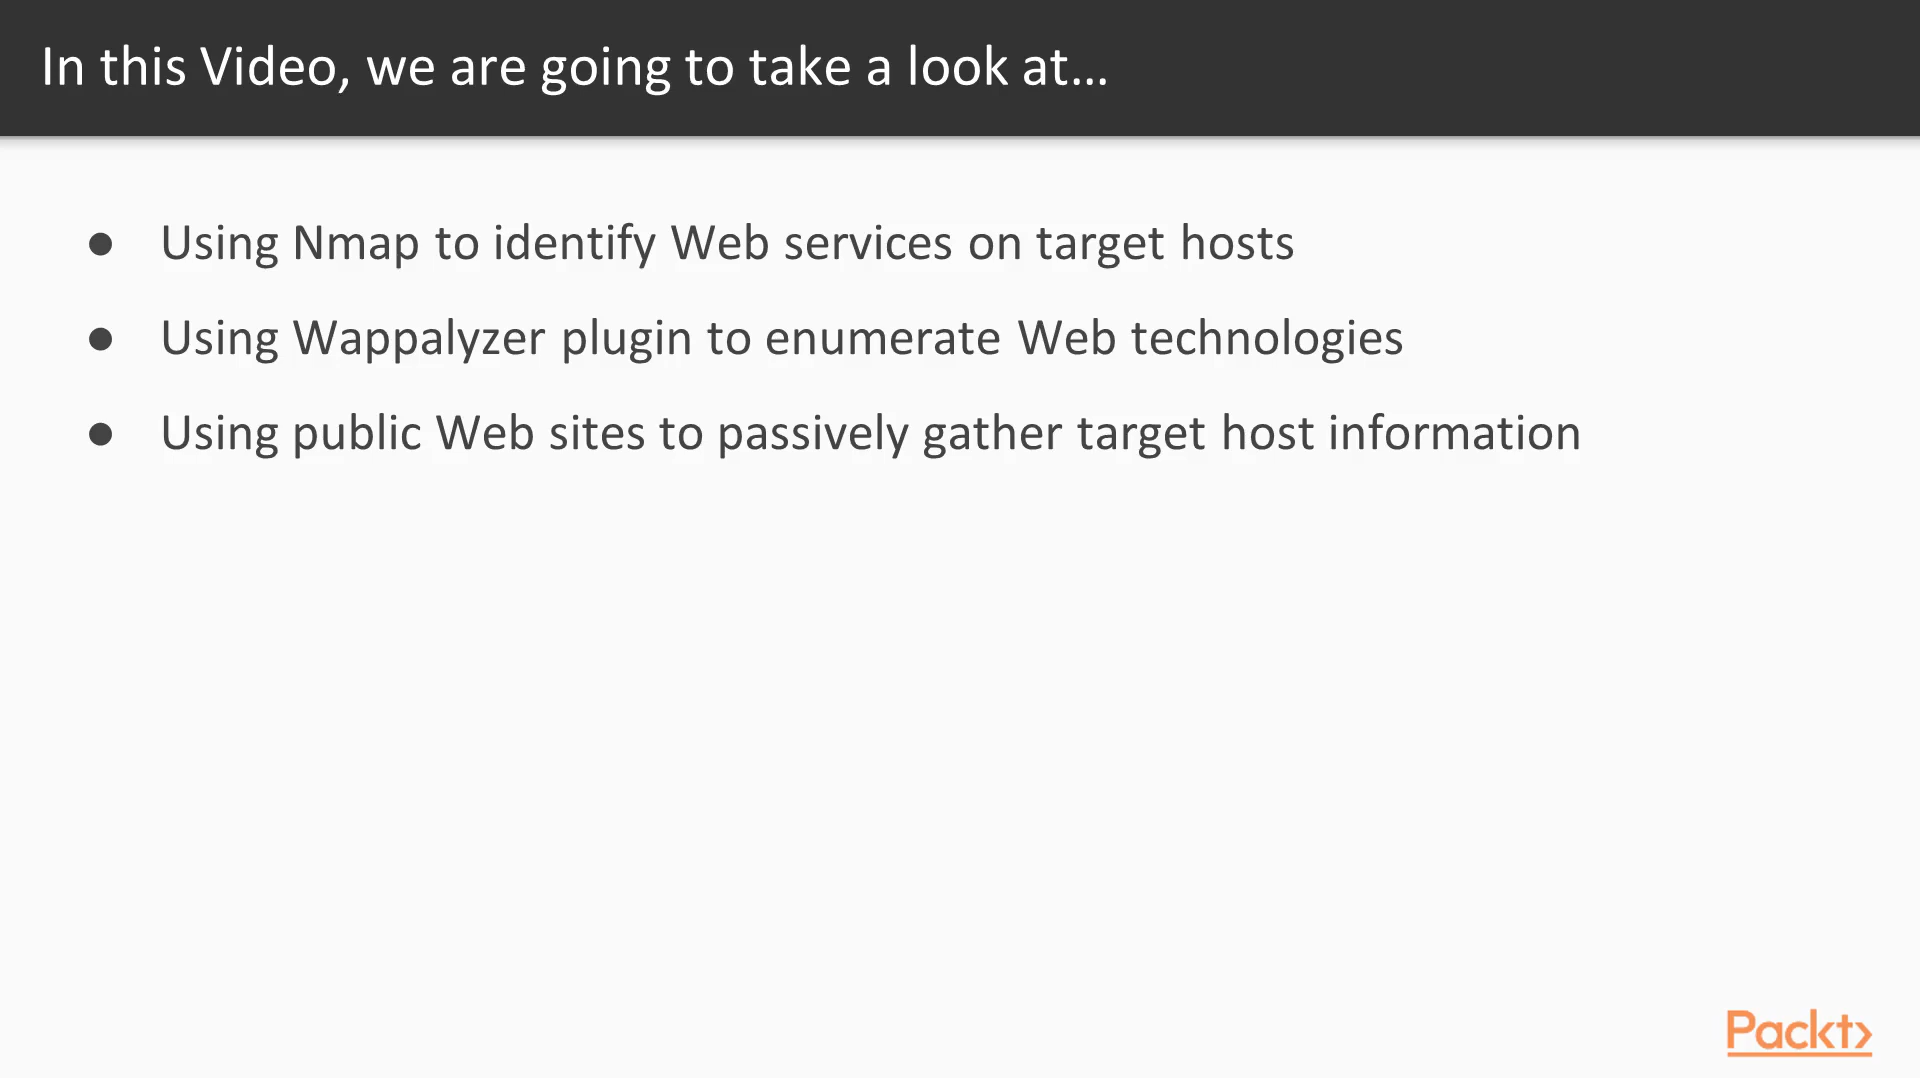 In this Video, we are going to take a look at...
● Using Nmap to identify Web services on target hosts
● Using Wappalyzer plugin to enumerate Web technologies
● Using public Web sites to passively gather target host information
Packt>